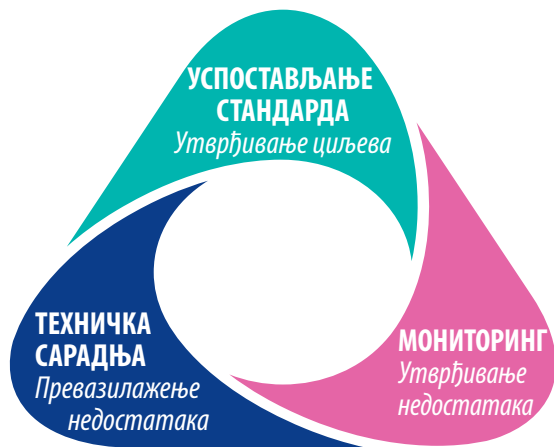 УСПОСТАВЉАЊЕ
СТАНДАРДА
Утврђивање циљева
ТЕХНИЧКА
САРАДЊА
Превазилажење
недостатака
МОНИТОРИНГ
Утврђивање
недостатака